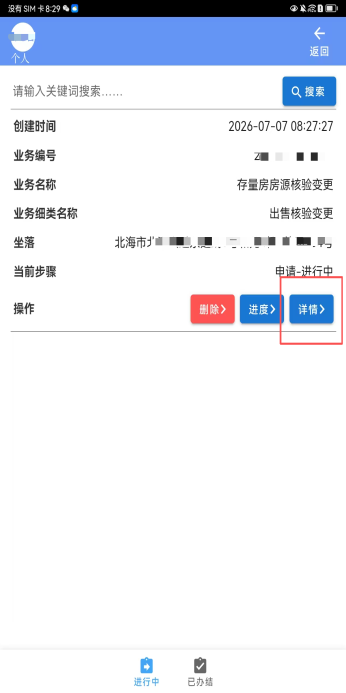 没有 SIM 卡 8:29
个人
返回
请输入关键词搜索……
搜索
创建时间 2026-07-07 08:27:27
业务编号
业务名称 存量房房源核验变更
业务细类名称 出售核验变更
坐落 北海市
当前步骤 申请-进行中
操作 删除 进度 详情
进行中 已办结